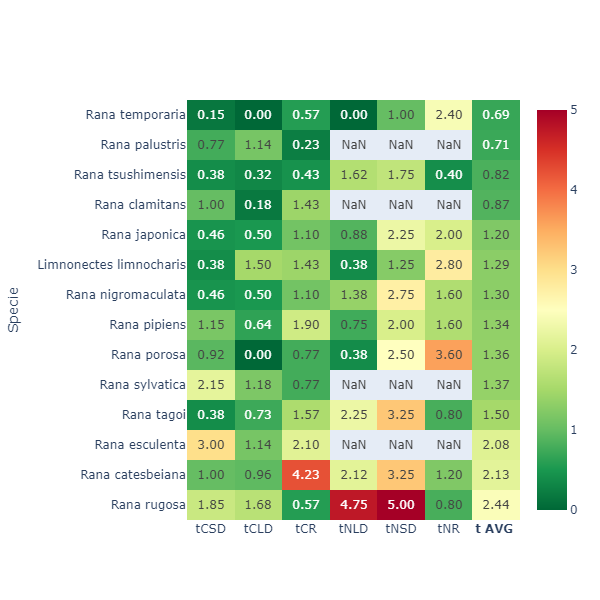 Specie
Rana temporaria 0.15 0.00 0.57 0.00 1.00 2.40 0.69
Rana palustris 0.77 1.14 0.23 NaN NaN NaN 0.71
Rana tsushimensis 0.38 0.32 0.43 1.62 1.75 0.40 0.82
Rana clamitans 1.00 0.18 1.43 NaN NaN NaN 0.87
Rana japonica 0.46 0.50 1.10 0.88 2.25 2.00 1.20
Limnonectes limnocharis 0.38 1.50 1.43 0.38 1.25 2.80 1.29
Rana nigromaculata 0.46 0.50 1.10 1.38 2.75 1.60 1.30
Rana pipiens 1.15 0.64 1.90 0.75 2.00 1.60 1.34
Rana porosa 0.92 0.00 0.77 0.38 2.50 3.60 1.36
Rana sylvatica 2.15 1.18 0.77 NaN NaN NaN 1.37
Rana tagoi 0.38 0.73 1.57 2.25 3.25 0.80 1.50
Rana esculenta 3.00 1.14 2.10 NaN NaN NaN 2.08
Rana catesbeiana 1.00 0.96 4.23 2.12 3.25 1.20 2.13
Rana rugosa 1.85 1.68 0.57 4.75 5.00 0.80 2.44
tCSD tCLD tCR tNLD tNSD tNR t AVG
5
4
3
2
1
0